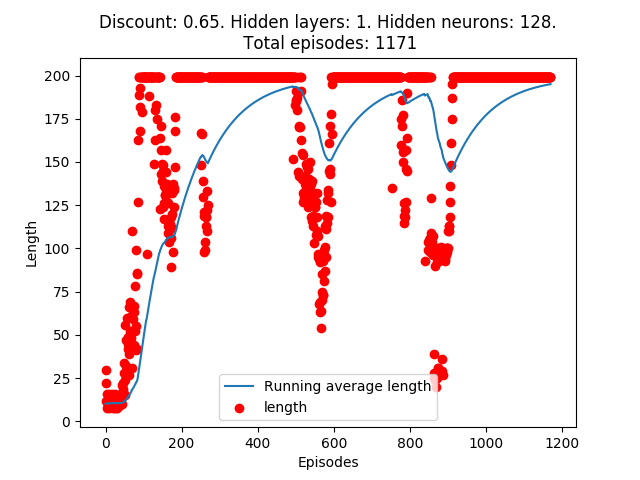 Discount: 0.65. Hidden layers: 1. Hidden neurons: 128.
Total episodes: 1171
200
175
150
125
100
75
50
25
0
Length
Running average length
length
0 200 400 600 800 1000 1200
Episodes